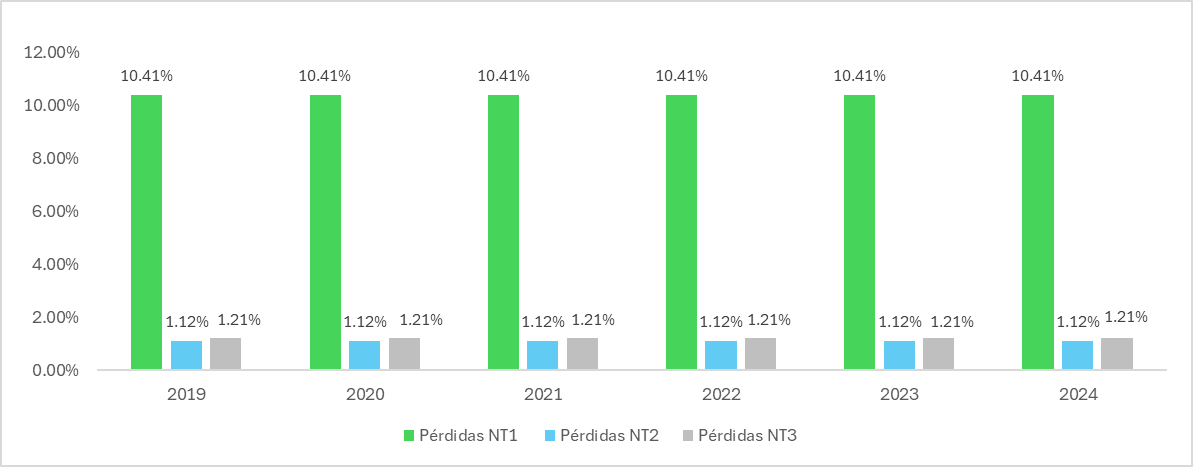 12.00%
10.00%
8.00%
6.00%
4.00%
2.00%
0.00%
10.41% 10.41% 10.41% 10.41% 10.41% 10.41%
1.12% 1.21% 1.12% 1.21% 1.12% 1.21% 1.12% 1.21% 1.12% 1.21% 1.12% 1.21%
2019 2020 2021 2022 2023 2024
Pérdidas NT1 Pérdidas NT2 Pérdidas NT3